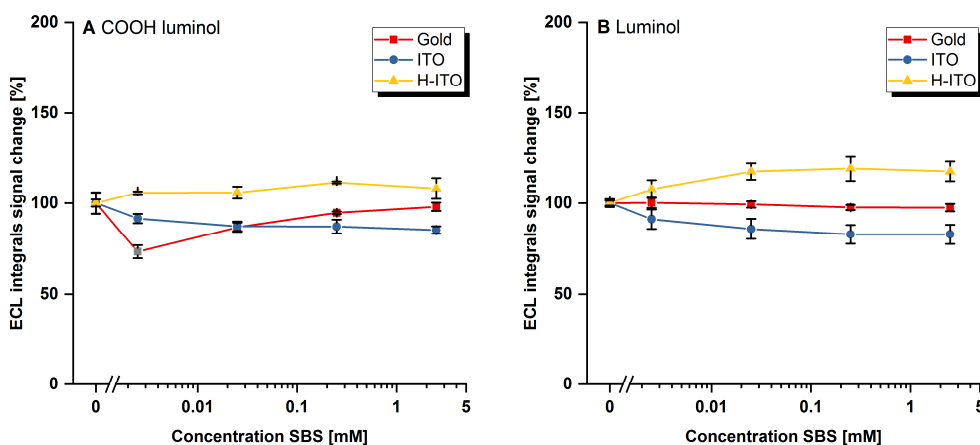 A COOH luminol
Gold
ITO
H-ITO
ECL integrals signal change [%]
200
150
100
50
0
0
0.01
0.1
1
5
Concentration SBS [mM]
B Luminol
Gold
ITO
H-ITO
ECL integrals signal change [%]
200
150
100
50
0
0
0.01
0.1
1
5
Concentration SBS [mM]